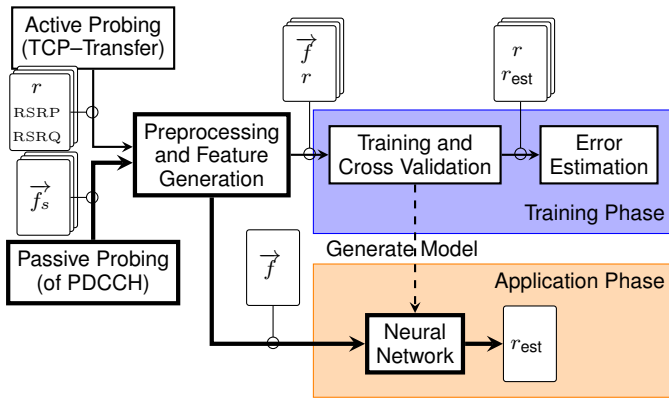 Active Probing
(TCP–Transfer)
r
RSRP
RSRQ
f⃗_s
Passive Probing
(of PDCCH)
Preprocessing
and Feature
Generation
f⃗
r
Training and
Cross Validation
r
r_est
Error
Estimation
Training Phase
Generate Model
f⃗
Application Phase
Neural
Network
r_est